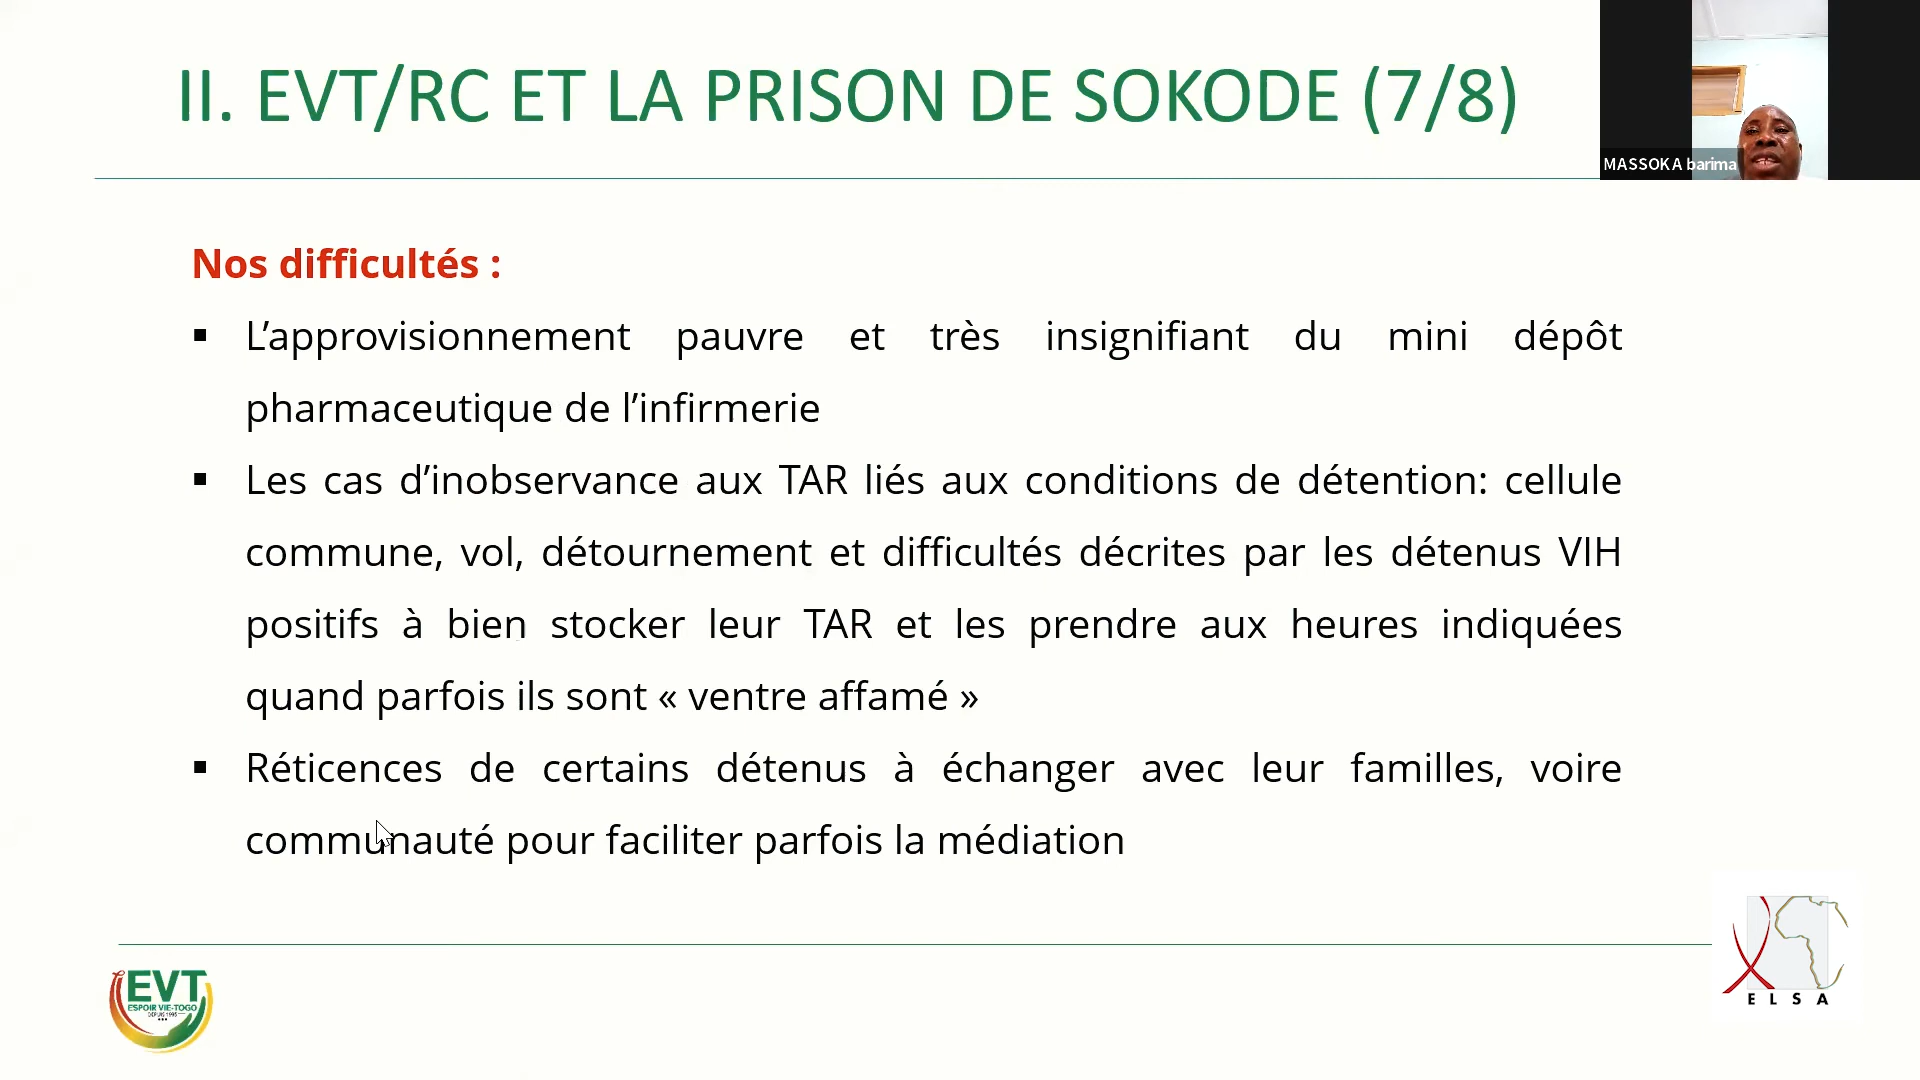 II. EVT/RC ET LA PRISON DE SOKODE (7/8)
MASSOKA barima
Nos difficultés :
▪ L’approvisionnement pauvre et très insignifiant du mini dépôt
pharmaceutique de l’infirmerie
▪ Les cas d’inobservance aux TAR liés aux conditions de détention: cellule
commune, vol, détournement et difficultés décrites par les détenus VIH
positifs à bien stocker leur TAR et les prendre aux heures indiquées
quand parfois ils sont « ventre affamé »
▪ Réticences de certains détenus à échanger avec leur familles, voire
communauté pour faciliter parfois la médiation
EVT
ESPOIR VIE-TOGO
DEPUIS 1995
ELSA